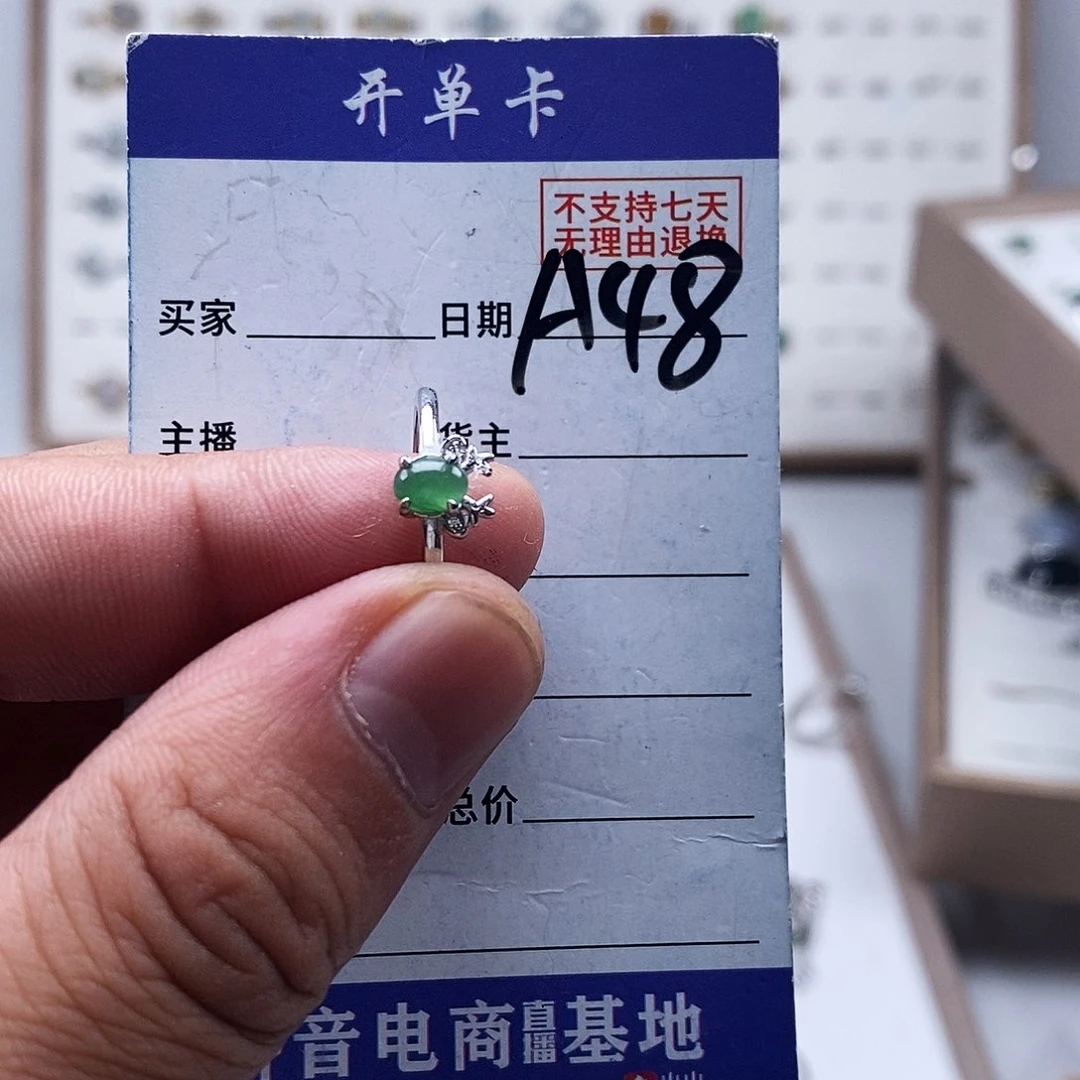 开单卡
不支持七天
无理由退换
买家 日期 A48
主播 货主
总价
音电商直播基地